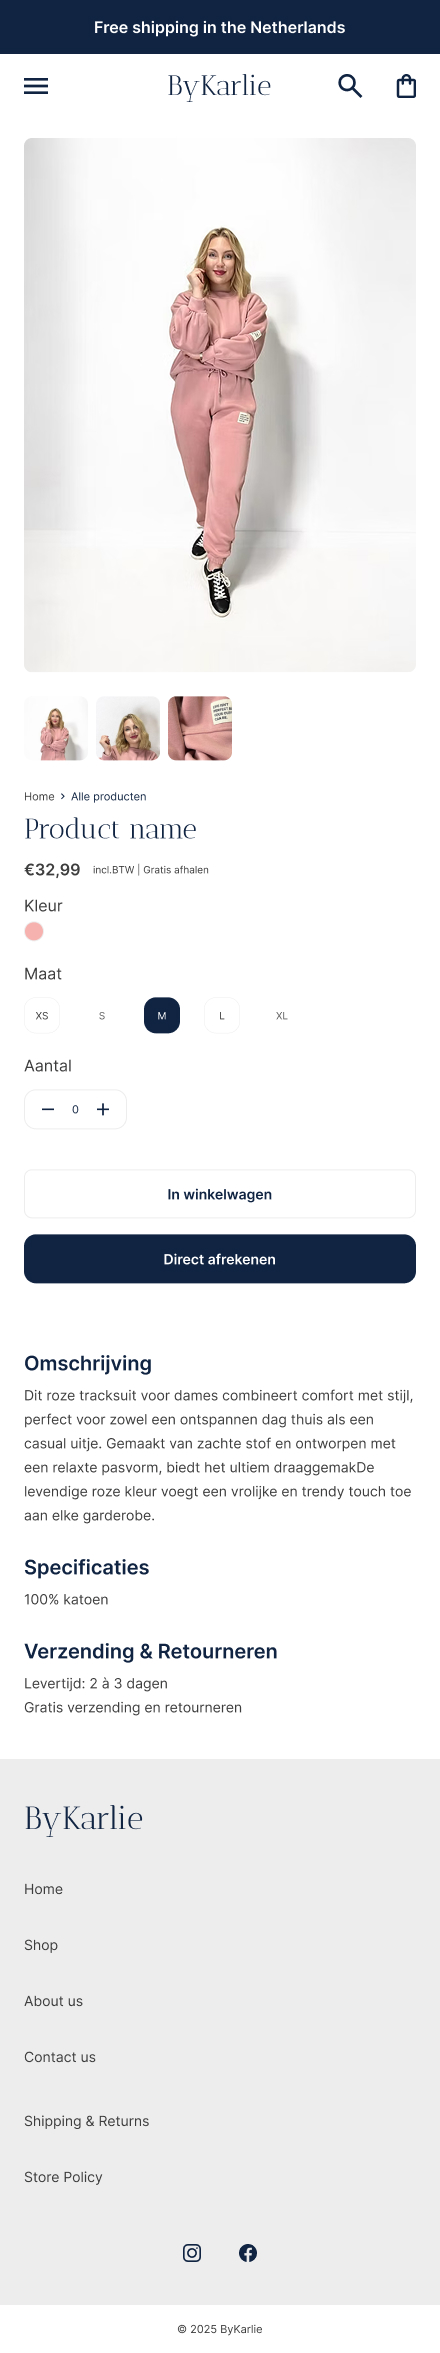 Free shipping in the Netherlands
ByKarlie
Home > Alle producten
Product name
€32,99 incl.BTW | Gratis afhalen
Kleur
Maat
XS S M L XL
Aantal
0
In winkelwagen
Direct afrekenen
Omschrijving
Dit roze tracksuit voor dames combineert comfort met stijl,
perfect voor zowel een ontspannen dag thuis als een
casual uitje. Gemaakt van zachte stof en ontworpen met
een relaxte pasvorm, biedt het ultiem draaggemakDe
levendige roze kleur voegt een vrolijke en trendy touch toe
aan elke garderobe.
Specificaties
100% katoen
Verzending & Retourneren
Levertijd: 2 à 3 dagen
Gratis verzending en retourneren
ByKarlie
Home
Shop
About us
Contact us
Shipping & Returns
Store Policy
© 2025 ByKarlie